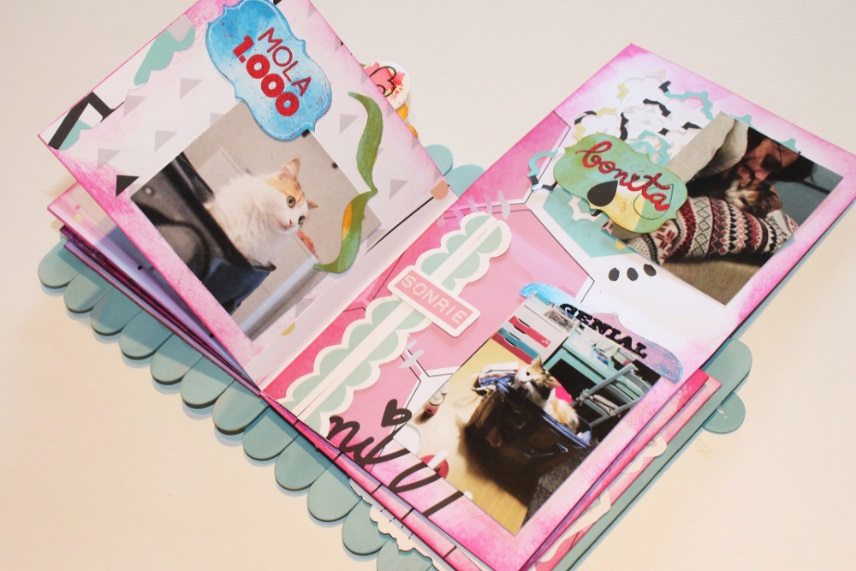 MOLA
1.000
bonita
SONRIE
GENIAL